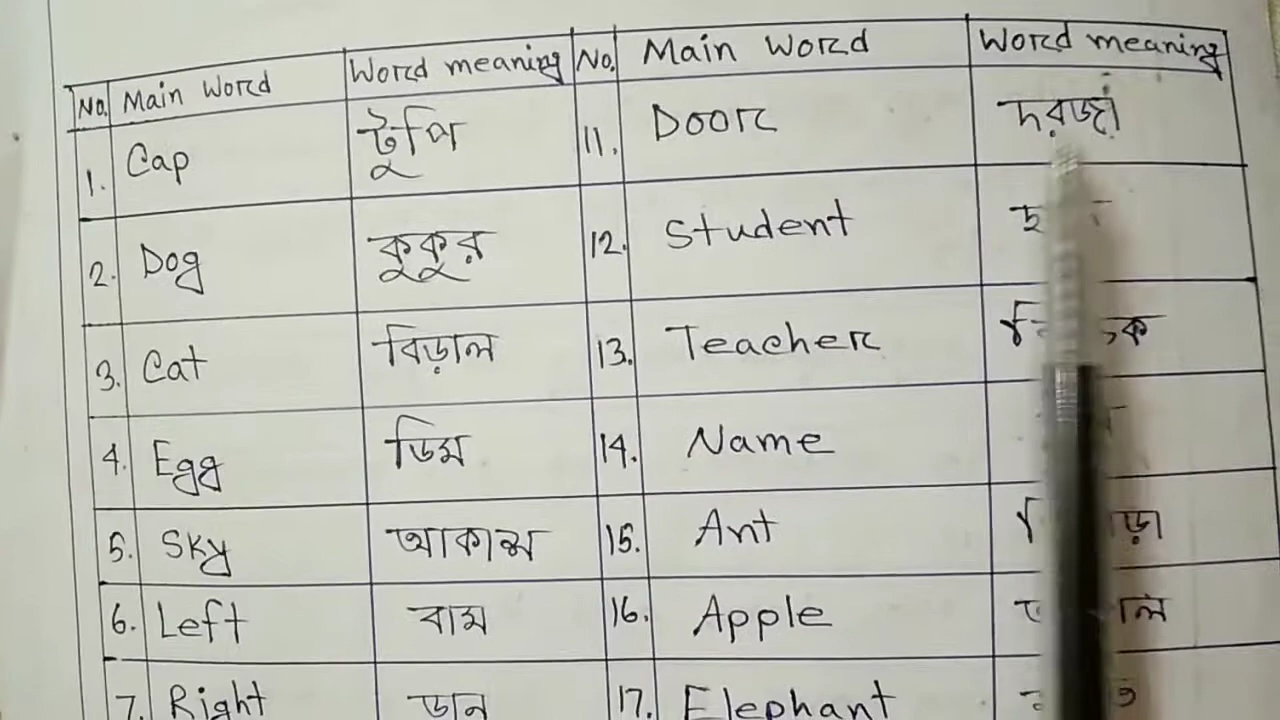 No. Main Word Word meaning No. Main Word Word meaning
1. Cap টুপি 11. Door দরজা
2. Dog কুকুর 12. Student
3. Cat বিড়াল 13. Teacher
4. Egg ডিম 14. Name
5. Sky আকাশ 15. Ant
6. Left বাম 16. Apple
7. Right ডান 17. Elephant